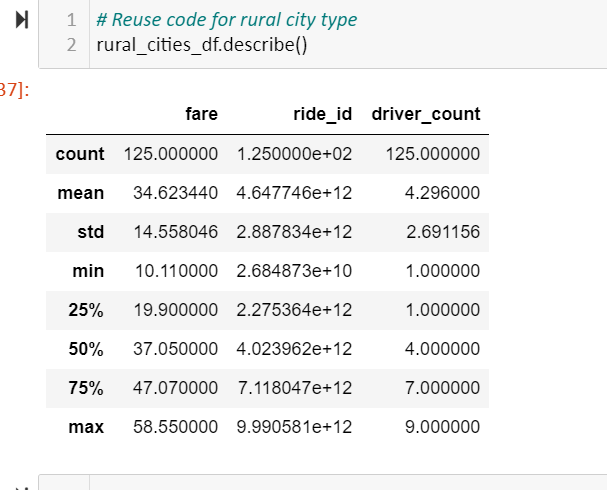 1 # Reuse code for rural city type
2 rural_cities_df.describe()
37]:
fare ride_id driver_count
count 125.000000 1.250000e+02 125.000000
mean 34.623440 4.647746e+12 4.296000
std 14.558046 2.887834e+12 2.691156
min 10.110000 2.684873e+10 1.000000
25% 19.900000 2.275364e+12 1.000000
50% 37.050000 4.023962e+12 4.000000
75% 47.070000 7.118047e+12 7.000000
max 58.550000 9.990581e+12 9.000000